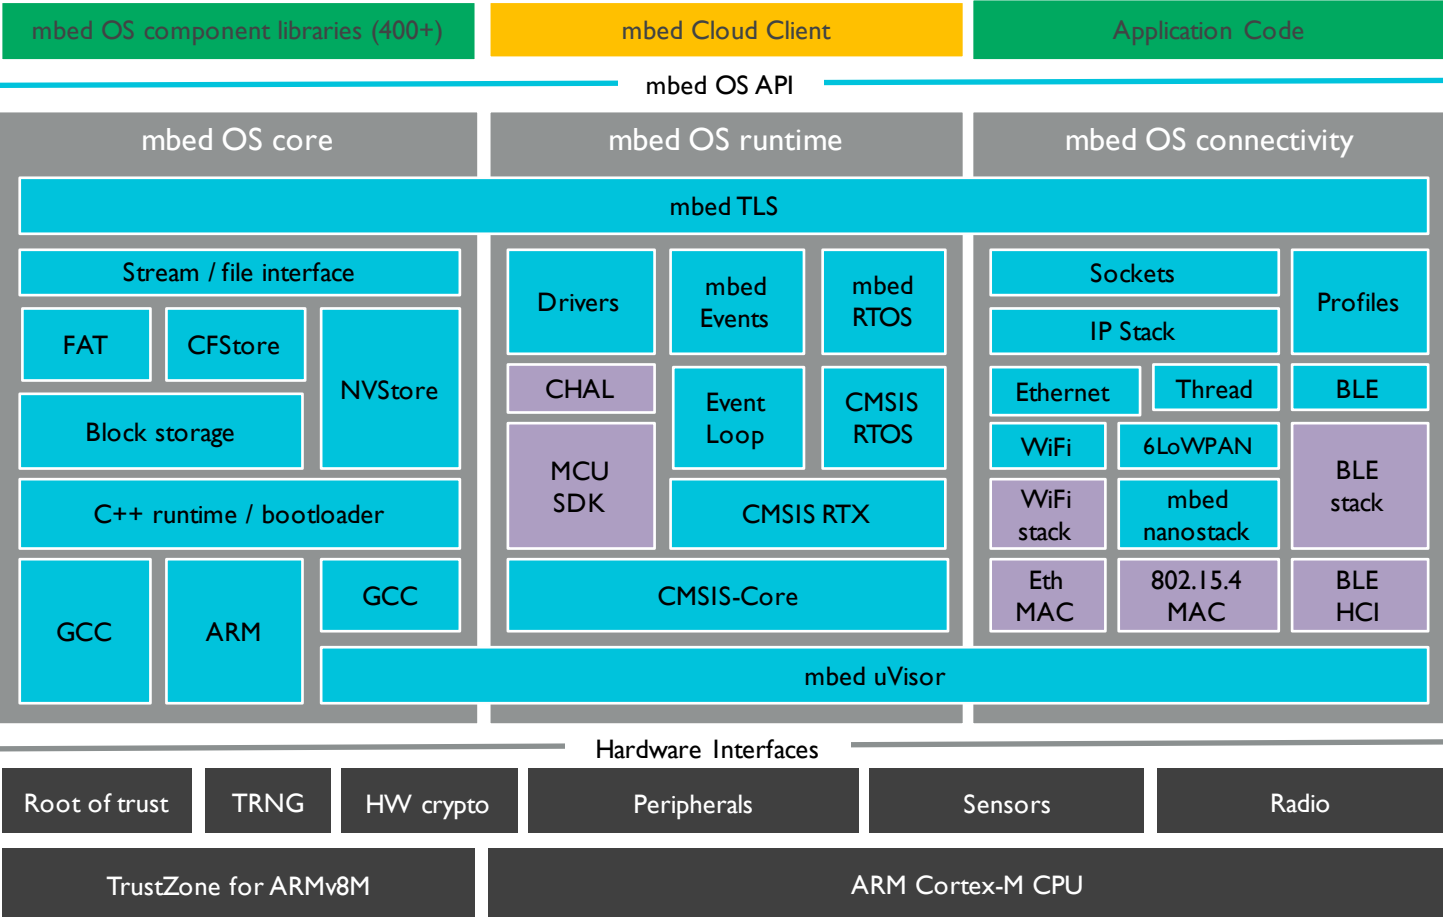 mbed OS component libraries (400+)
mbed Cloud Client
Application Code
mbed OS API
mbed OS core
mbed OS runtime
mbed OS connectivity
mbed TLS
Stream / file interface
FAT
CFStore
NVStore
Block storage
C++ runtime / bootloader
GCC
ARM
GCC
Drivers
mbed
Events
mbed
RTOS
CHAL
Event
Loop
CMSIS
RTOS
MCU
SDK
CMSIS RTX
CMSIS-Core
Sockets
Profiles
IP Stack
Ethernet
Thread
BLE
WiFi
6LoWPAN
BLE
stack
WiFi
stack
mbed
nanostack
Eth
MAC
802.15.4
MAC
BLE
HCI
mbed uVisor
Hardware Interfaces
Root of trust
TRNG
HW crypto
Peripherals
Sensors
Radio
TrustZone for ARMv8M
ARM Cortex-M CPU